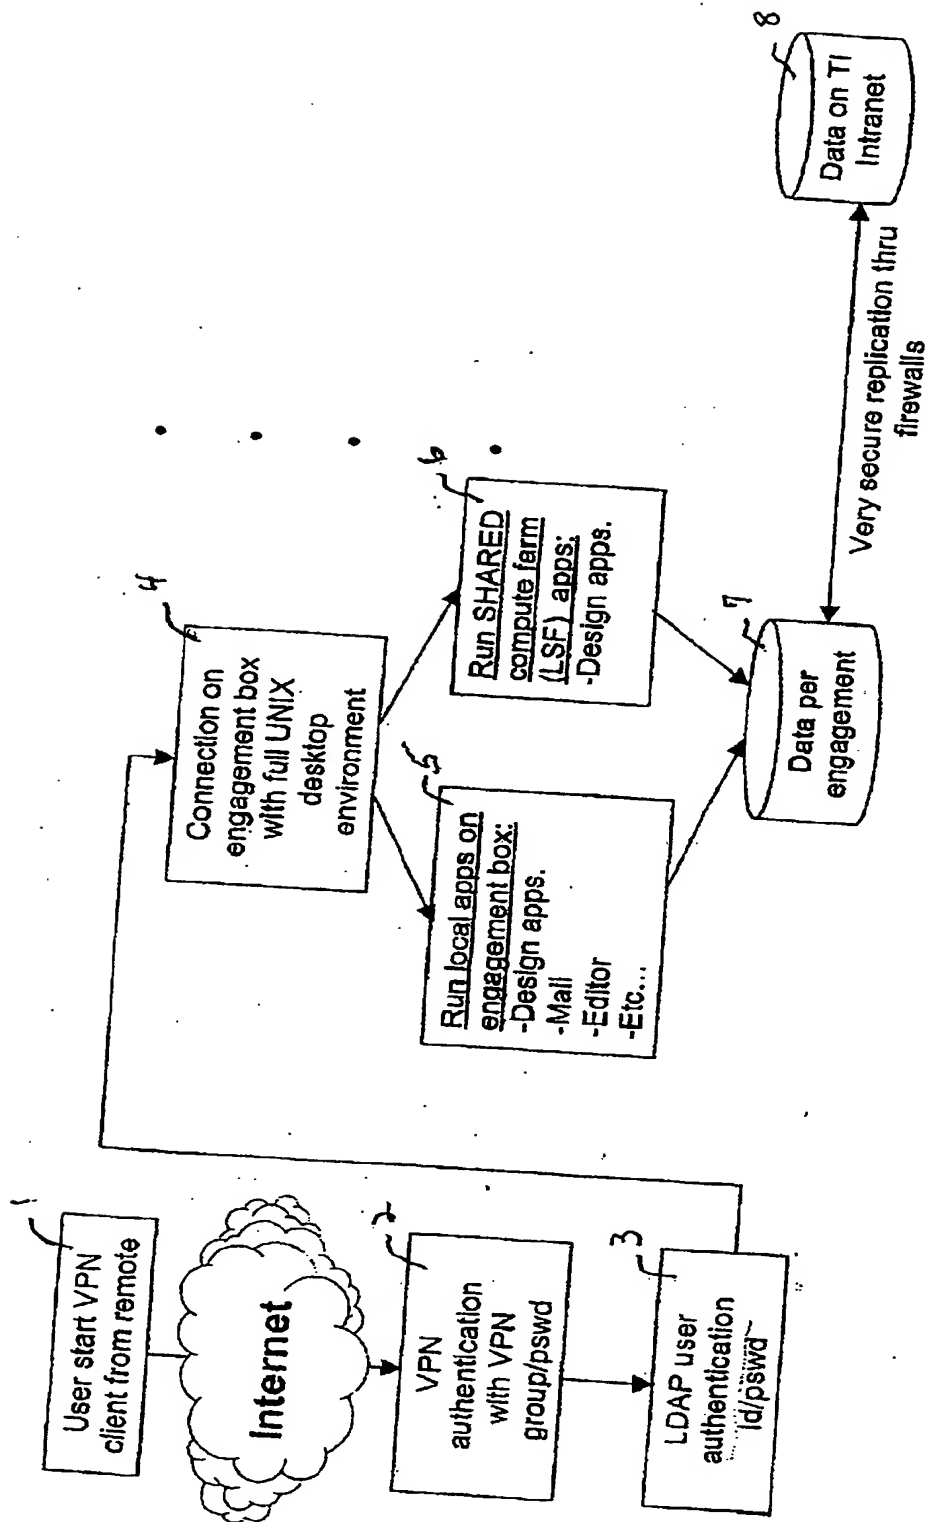 1
User start VPN
client from remote
Internet
2
VPN
authentication
with VPN
group/pswd
3
LDAP user
authentication
Id/pswd
4
Connection on
engagement box
with full UNIX
desktop
environment
5
Run local apps on
engagement box:
-Design apps.
-Mail
-Editor
-Etc...
6
Run SHARED
compute farm
(LSF) apps:
-Design apps.
7
Data per
engagement
Very secure replication thru
firewalls
8
Data on TI
Intranet